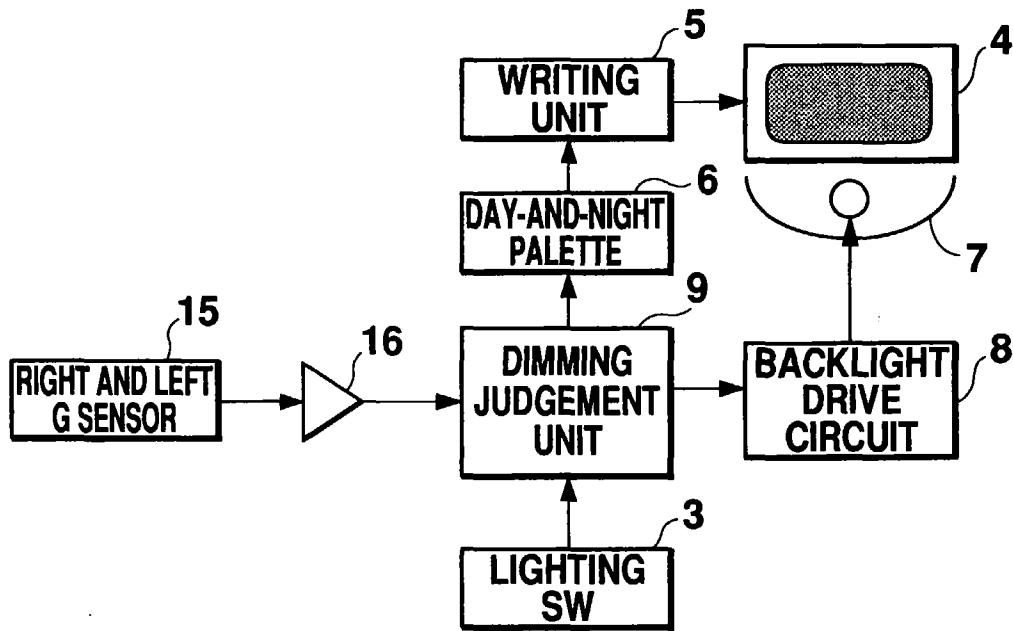 5
4
WRITING
UNIT
6
DAY-AND-NIGHT
PALETTE
7
15
16
9
RIGHT AND LEFT
G SENSOR
DIMMING
JUDGEMENT
UNIT
8
BACKLIGHT
DRIVE
CIRCUIT
3
LIGHTING
SW